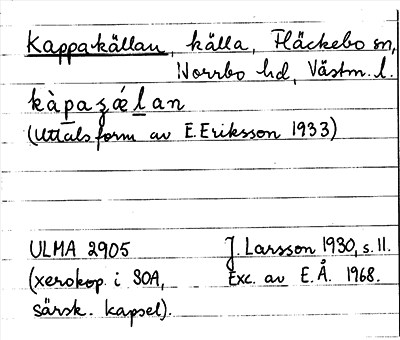 Kappakällan, källa, Fläckebo sn,
Norrbo hd, Västm. l.
kàpaʒǽlan
(Uttalsform av E. Eriksson 1933)
ULMA 2905 J. Larsson 1930, s. 11.
(xerokop. i SOA, Exc. av E. Å. 1968.
särsk. kapsel).